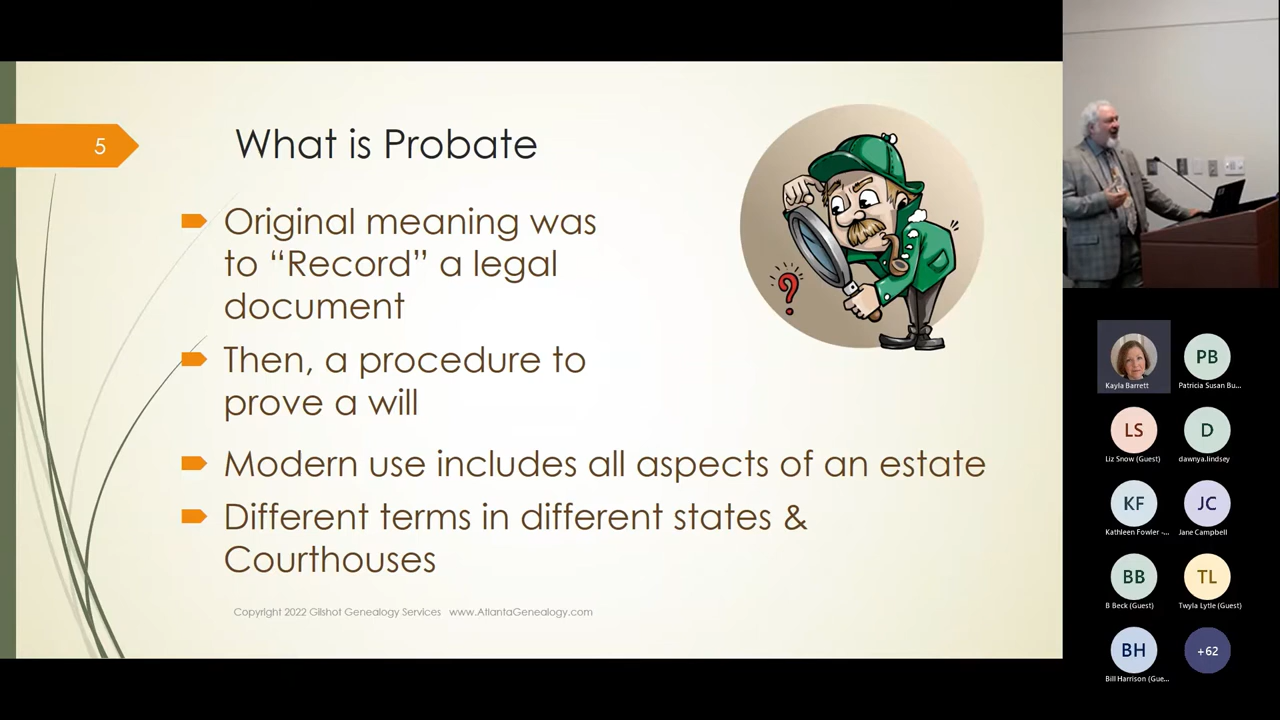 5
What is Probate
Original meaning was
to “Record” a legal
document
Then, a procedure to
prove a will
Modern use includes all aspects of an estate
Different terms in different states &
Courthouses
Copyright 2022 Gilshot Genealogy Services www.AtlantaGenealogy.com
?
Kayla Barrett
PB
Patricia Susan Bu...
LS
Liz Snow (Guest)
D
dawnya.lindsey
KF
Kathleen Fowler -...
JC
Jane Campbell
BB
B Beck (Guest)
TL
Twyla Lytle (Guest)
BH
Bill Harrison (Gue...
+62